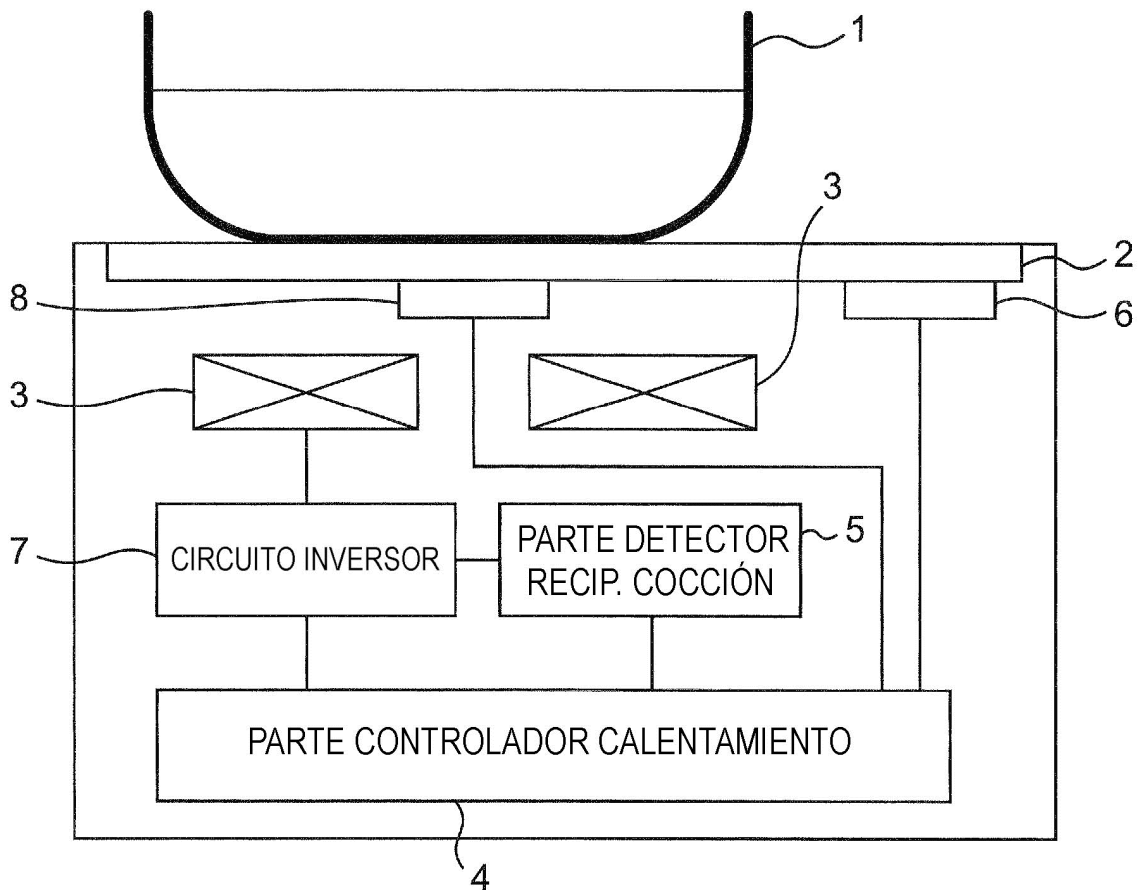 1
3
2
8
6
3
7
CIRCUITO INVERSOR
PARTE DETECTOR
RECIP. COCCIÓN
5
PARTE CONTROLADOR CALENTAMIENTO
4